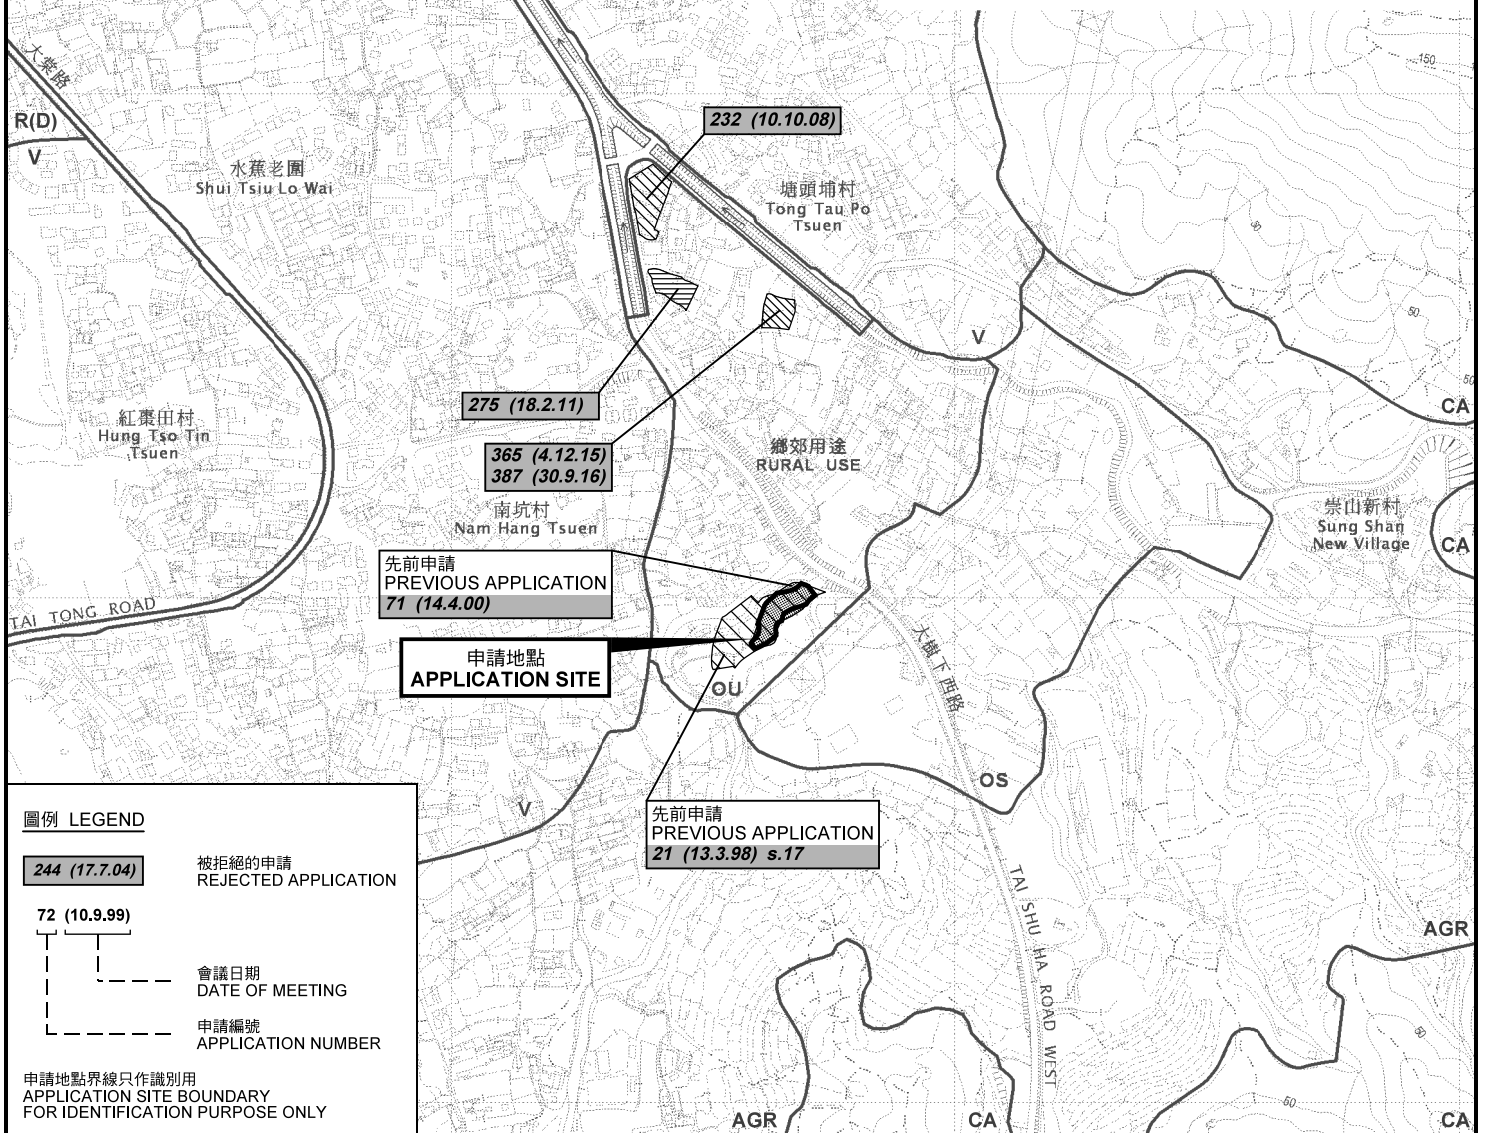 大棠路
R(D)
V
水蕉老圍
Shui Tsiu Lo Wai
232 (10.10.08)
塘頭埔村
Tong Tau Po
Tsuen
150
90
50
50
V
CA
275 (18.2.11)
紅棗田村
Hung Tso Tin
Tsuen
365 (4.12.15)
387 (30.9.16)
鄉郊用途
RURAL USE
南坑村
Nam Hang Tsuen
崇山新村
Sung Shan
New Village
CA
先前申請
PREVIOUS APPLICATION
71 (14.4.00)
TAI TONG ROAD
申請地點
APPLICATION SITE
OU
大樹下西路
OS
V
先前申請
PREVIOUS APPLICATION
21 (13.3.98) s.17
TAI SHU HA ROAD WEST
AGR
50
60
AGR
CA
CA
圖例 LEGEND
244 (17.7.04)
被拒絕的申請
REJECTED APPLICATION
72 (10.9.99)
會議日期
DATE OF MEETING
申請編號
APPLICATION NUMBER
申請地點界線只作識別用
APPLICATION SITE BOUNDARY
FOR IDENTIFICATION PURPOSE ONLY